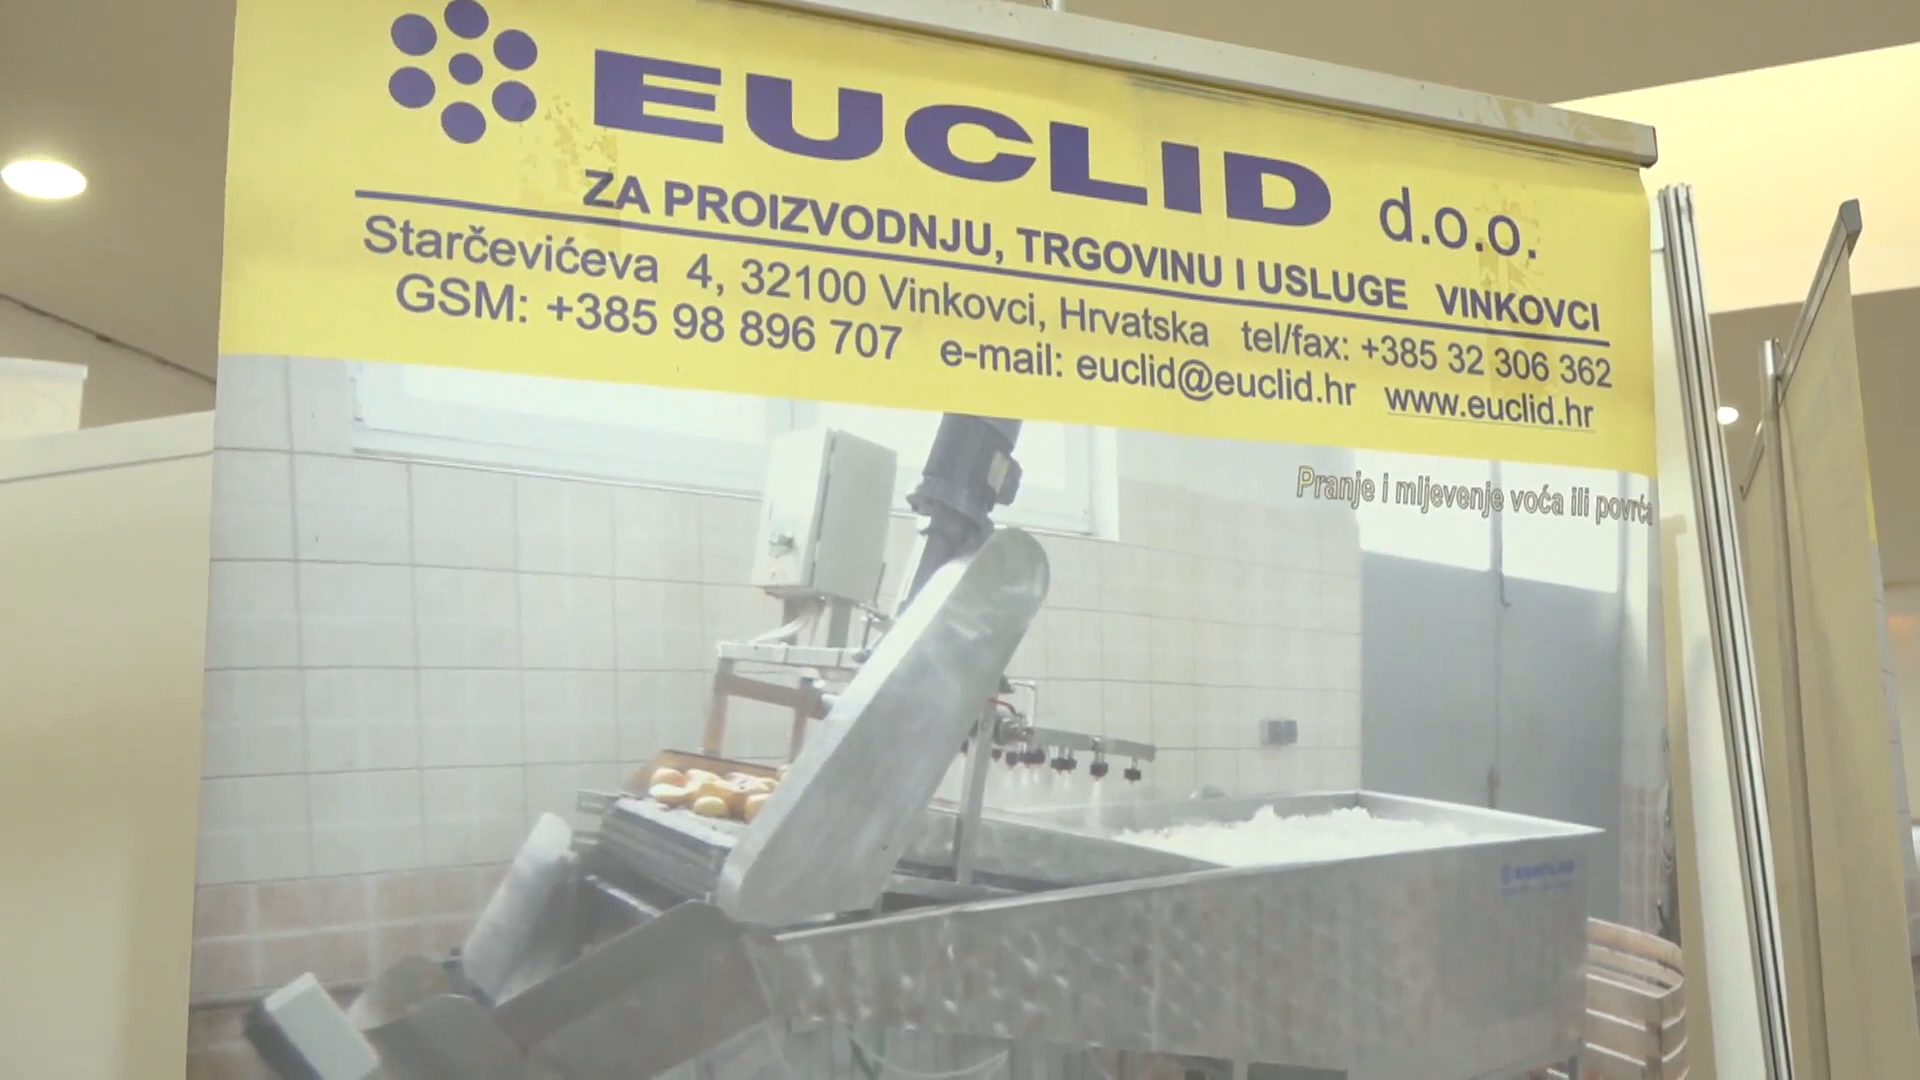 EUCLID d.o.o.
ZA PROIZVODNJU, TRGOVINU I USLUGE VINKOVCI
Starčevićeva 4, 32100 Vinkovci, Hrvatska tel/fax: +385 32 306 362
GSM: +385 98 896 707 e-mail: euclid@euclid.hr www.euclid.hr
Pranje i mljevenje voća ili povrća
EUCLID